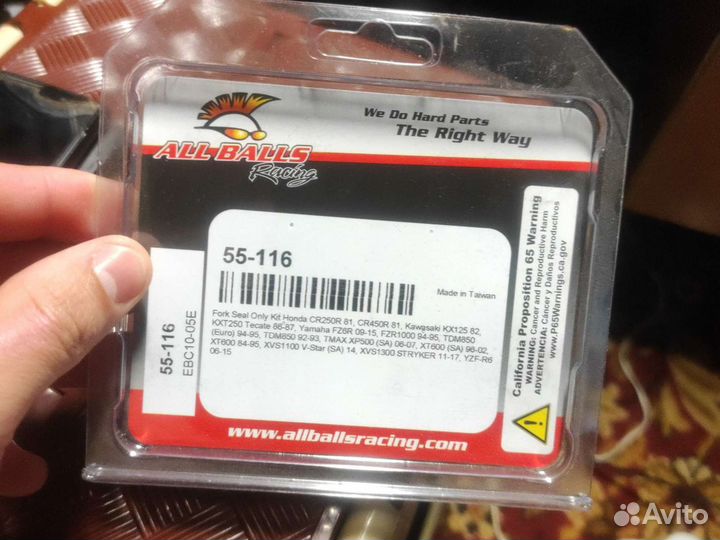 ALL BALLS
Racing
We Do Hard Parts
The Right Way
55-116
Made in Taiwan
Fork Seal Only Kit Honda CR250R 81, CR450R 81, Kawasaki KX125 82,
KXT250 Tecate 86-87, Yamaha FZ6R 09-15, FZR1000 94-95, TDM850
(Euro) 94-95, TDM850 92-93, TMAX XP500 (SA) 06-07, XT600 (SA) 98-02,
XT600 84-95, XVS1100 V-Star (SA) 14, XVS1300 STRYKER 11-17, YZF-R6
06-15
55-116
EBC10-05E
California Proposition 65 Warning
WARNING: Cancer and Reproductive Harm
ADVERTENCIA: Cáncer y Daños Reproductivos
www.P65Warnings.ca.gov
www.allballsracing.com
Avito